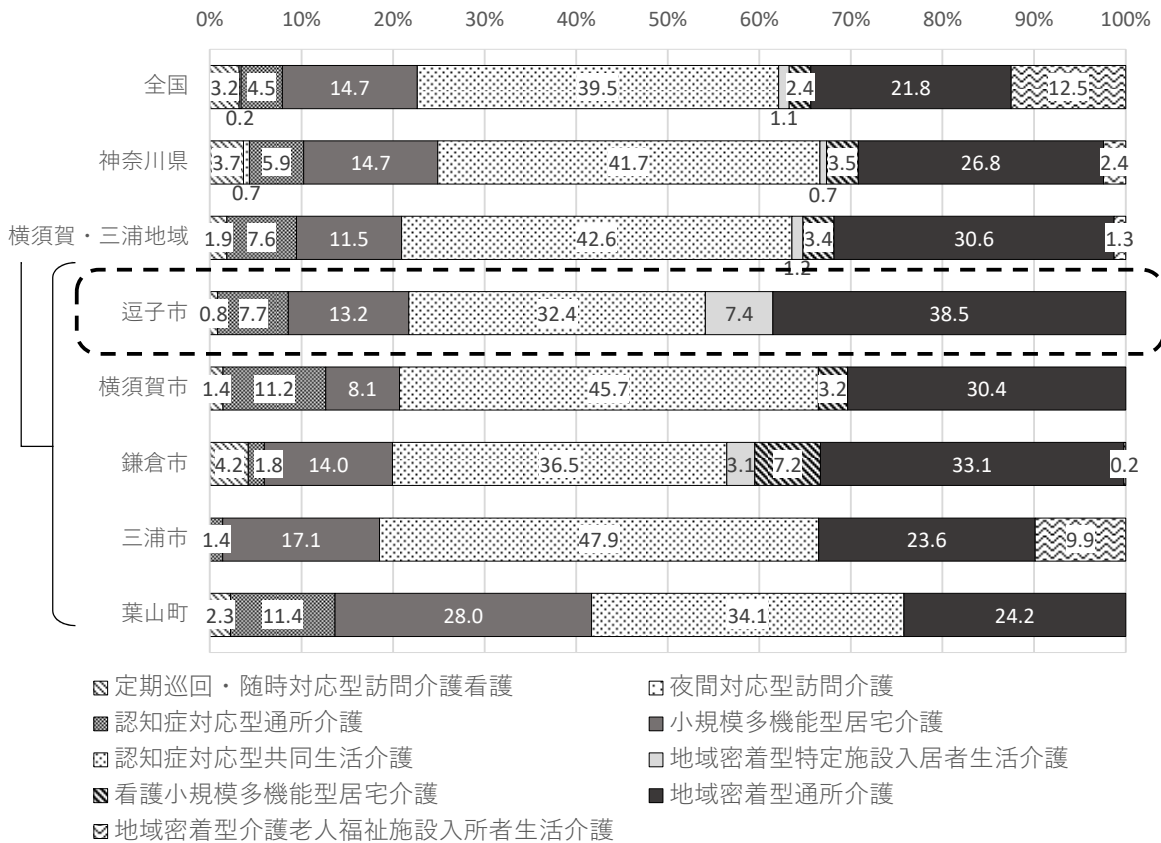 0% 10% 20% 30% 40% 50% 60% 70% 80% 90% 100%
全国 3.2 4.5 14.7 39.5 2.4 21.8 12.5
0.2 1.1
神奈川県 3.7 5.9 14.7 41.7 3.5 26.8 2.4
0.7 0.7
横須賀・三浦地域 1.9 7.6 11.5 42.6 3.4 30.6 1.3
1.2
逗子市 0.8 7.7 13.2 32.4 7.4 38.5
横須賀市 1.4 11.2 8.1 45.7 3.2 30.4
鎌倉市 4.2 1.8 14.0 36.5 3.1 7.2 33.1 0.2
三浦市 1.4 17.1 47.9 23.6 9.9
葉山町 2.3 11.4 28.0 34.1 24.2
定期巡回・随時対応型訪問介護看護 夜間対応型訪問介護
認知症対応型通所介護 小規模多機能型居宅介護
認知症対応型共同生活介護 地域密着型特定施設入居者生活介護
看護小規模多機能型居宅介護 地域密着型通所介護
地域密着型介護老人福祉施設入所者生活介護